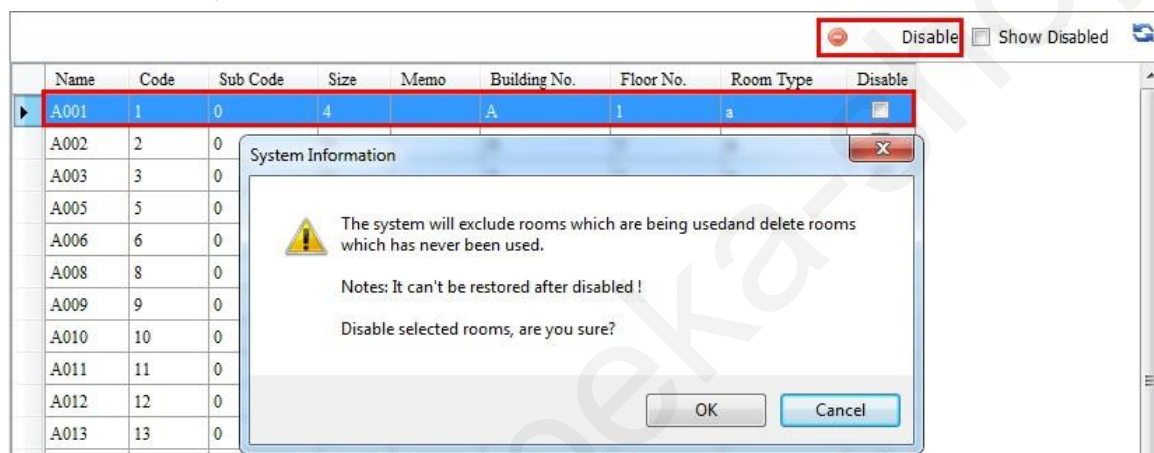 Disable Show Disabled
Name Code Sub Code Size Memo Building No. Floor No. Room Type Disable
A001 1 0 4 A 1 a
A002 2 0
System Information
A003 3 0
A005 5 0
The system will exclude rooms which are being usedand delete rooms
A006 6 0
which has never been used.
A008 8 0
Notes: It can't be restored after disabled !
A009 9 0
A010 10 0
Disable selected rooms, are you sure?
A011 11 0
A012 12 0
OK Cancel
A013 13 0